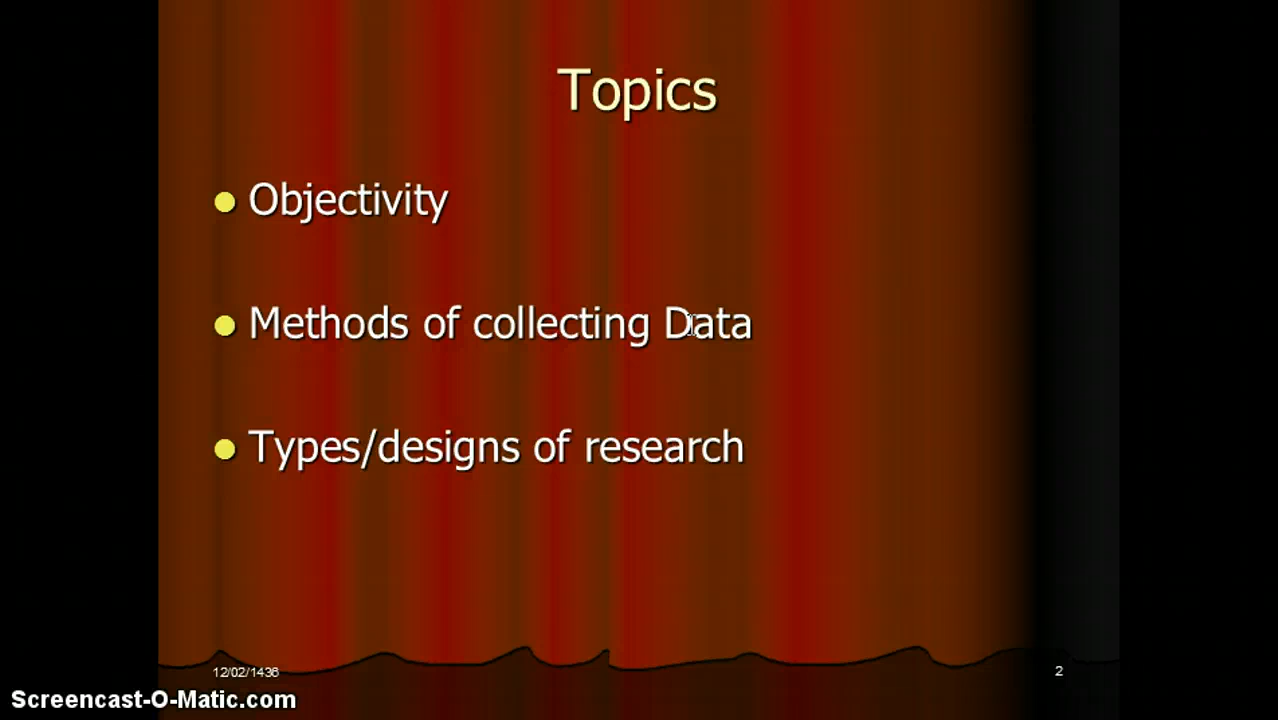 Topics
Objectivity
Methods of collecting Data
Types/designs of research
12/02/1436
2
Screencast-O-Matic.com